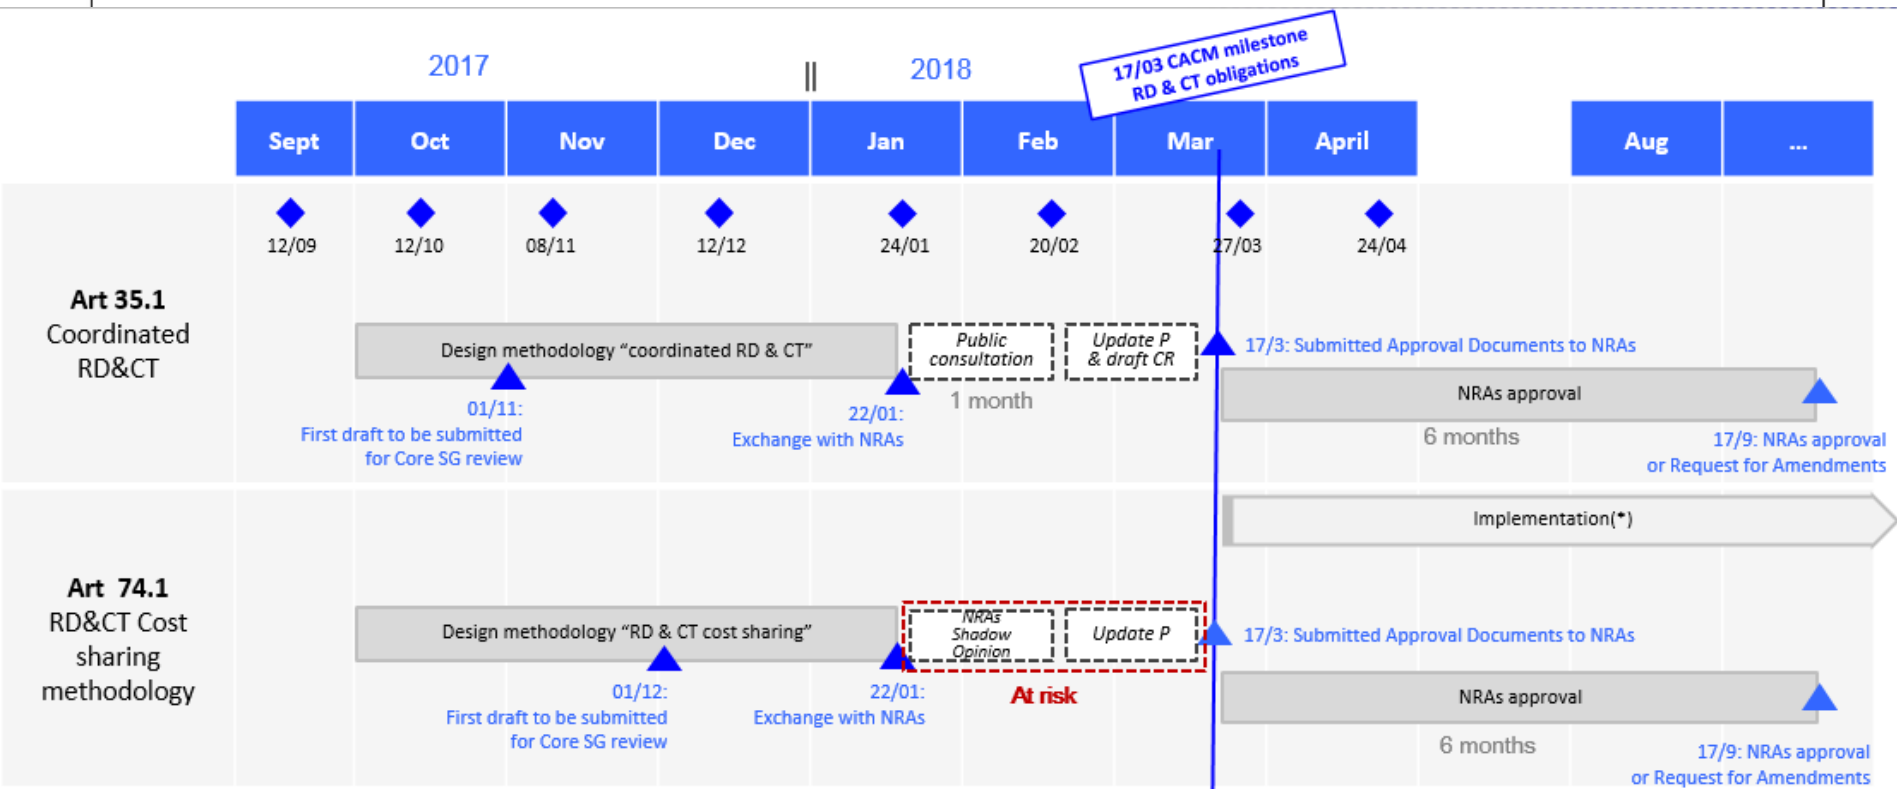 2017
2018
17/03 CACM milestone
RD & CT obligations
Sept
Oct
Nov
Dec
Jan
Feb
Mar
April
Aug
...
12/09
12/10
08/11
12/12
24/01
20/02
27/03
24/04
Art 35.1
Coordinated
RD&CT
Design methodology “coordinated RD & CT”
Public
consultation
Update P
& draft CR
17/3: Submitted Approval Documents to NRAs
1 month
NRAs approval
6 months
01/11:
First draft to be submitted
for Core SG review
22/01:
Exchange with NRAs
17/9: NRAs approval
or Request for Amendments
Implementation(*)
Art 74.1
RD&CT Cost
sharing
methodology
Design methodology “RD & CT cost sharing”
NRAs
Shadow
Opinion
Update P
17/3: Submitted Approval Documents to NRAs
At risk
NRAs approval
6 months
01/12:
First draft to be submitted
for Core SG review
22/01:
Exchange with NRAs
17/9: NRAs approval
or Request for Amendments